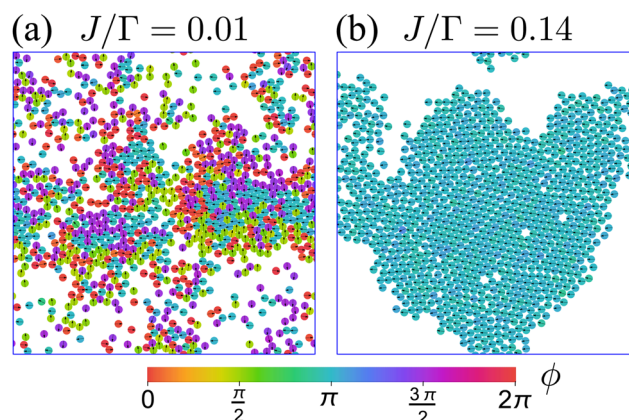 (a) J/Γ = 0.01
(b) J/Γ = 0.14
ϕ
0 π/2 π 3π/2 2π